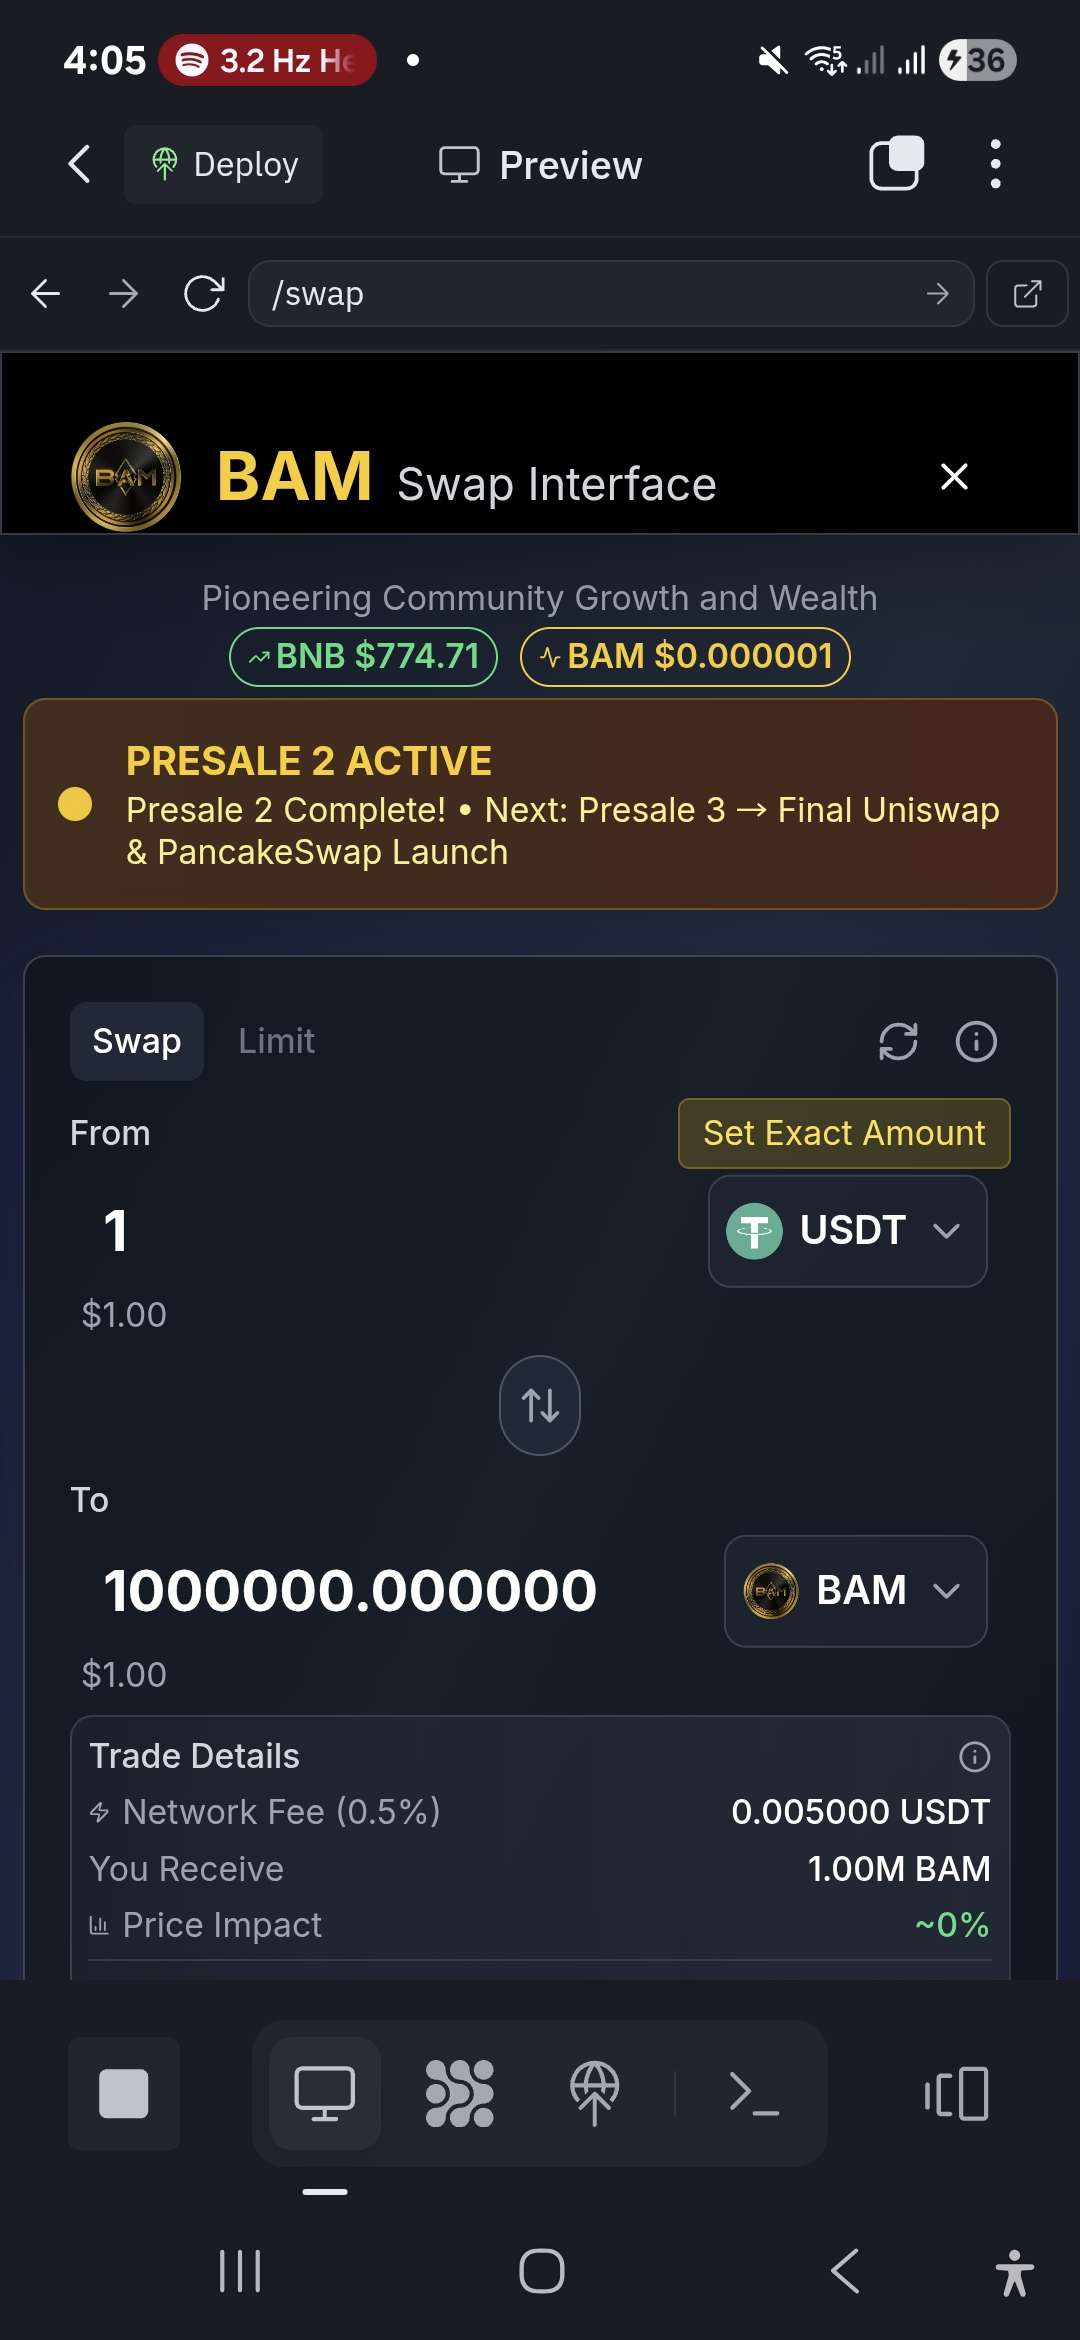 4:05 3.2 Hz He 5 36
Deploy Preview
/swap
BAM BAM Swap Interface
Pioneering Community Growth and Wealth
BNB $774.71 BAM $0.000001
PRESALE 2 ACTIVE
Presale 2 Complete! • Next: Presale 3 → Final Uniswap
& PancakeSwap Launch
Swap Limit
From Set Exact Amount
1 USDT
$1.00
To
1000000.000000 BAM BAM
$1.00
Trade Details
Network Fee (0.5%) 0.005000 USDT
You Receive 1.00M BAM
Price Impact ~0%